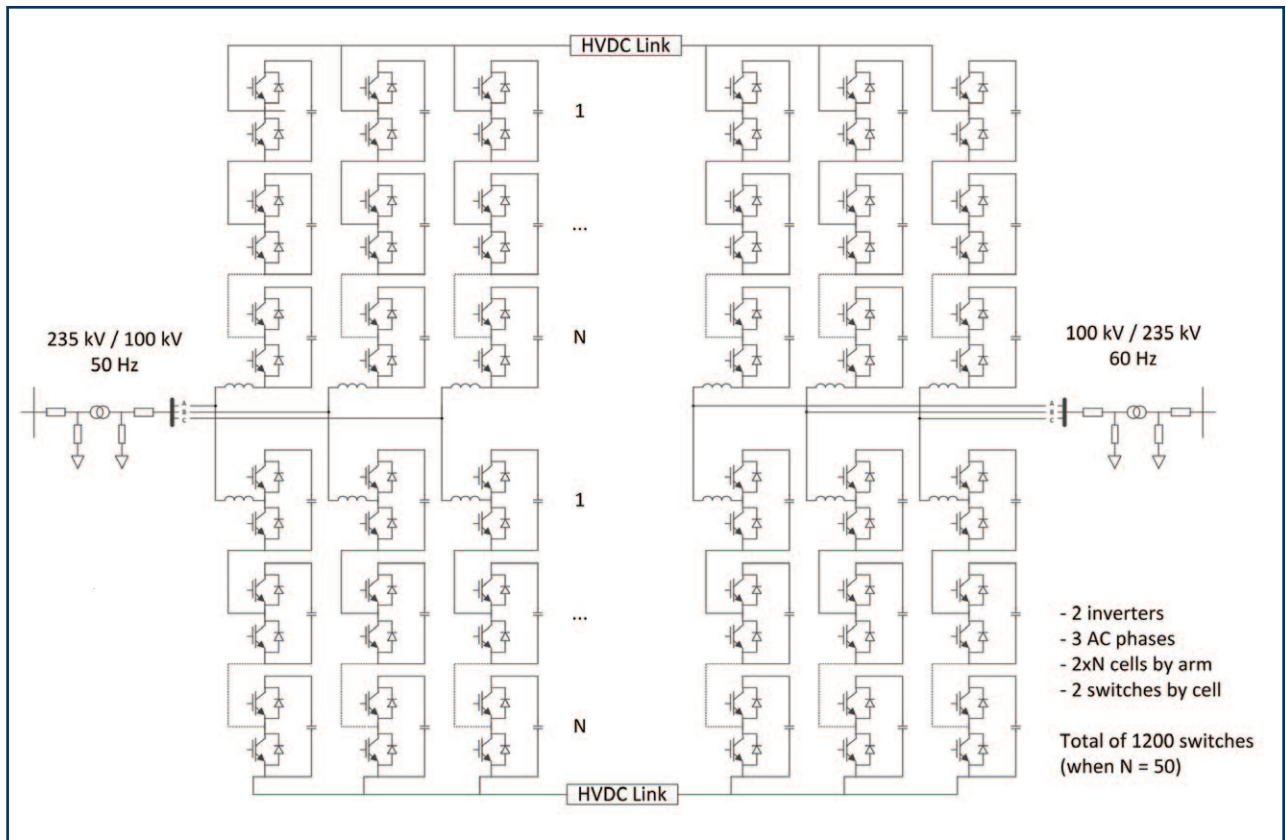 HVDC Link
1
...
N
235 kV / 100 kV
50 Hz
100 kV / 235 kV
60 Hz
A
B
C
A
B
C
1
...
N
- 2 inverters
- 3 AC phases
- 2xN cells by arm
- 2 switches by cell
Total of 1200 switches
(when N = 50)
HVDC Link